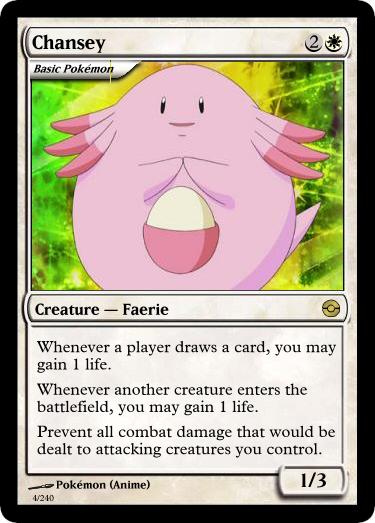 Chansey 2
Basic Pokémon
Creature — Faerie
Whenever a player draws a card, you may
gain 1 life.
Whenever another creature enters the
battlefield, you may gain 1 life.
Prevent all combat damage that would be
dealt to attacking creatures you control.
1/3
Pokémon (Anime)
4/240